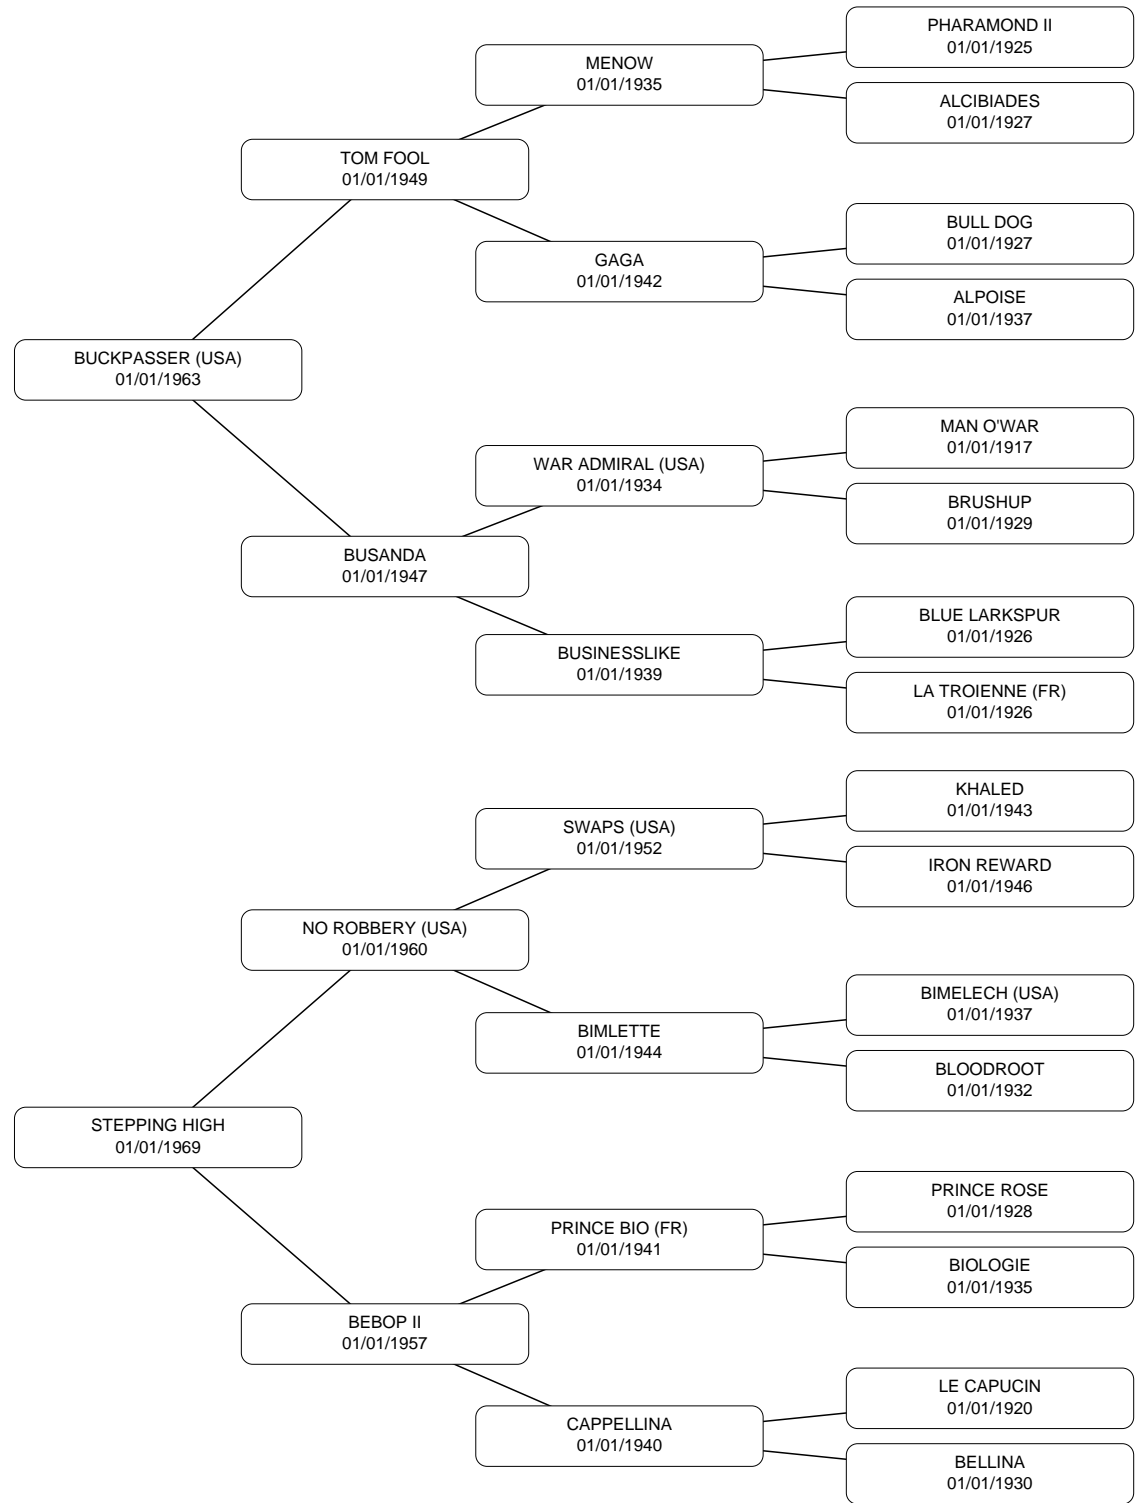 PHARAMOND II
01/01/1925
MENOW
01/01/1935
ALCIBIADES
01/01/1927
TOM FOOL
01/01/1949
BULL DOG
01/01/1927
GAGA
01/01/1942
ALPOISE
01/01/1937
BUCKPASSER (USA)
01/01/1963
MAN O'WAR
01/01/1917
WAR ADMIRAL (USA)
01/01/1934
BRUSHUP
01/01/1929
BUSANDA
01/01/1947
BLUE LARKSPUR
01/01/1926
BUSINESSLIKE
01/01/1939
LA TROIENNE (FR)
01/01/1926
KHALED
01/01/1943
SWAPS (USA)
01/01/1952
IRON REWARD
01/01/1946
NO ROBBERY (USA)
01/01/1960
BIMELECH (USA)
01/01/1937
BIMLETTE
01/01/1944
BLOODROOT
01/01/1932
STEPPING HIGH
01/01/1969
PRINCE ROSE
01/01/1928
PRINCE BIO (FR)
01/01/1941
BIOLOGIE
01/01/1935
BEBOP II
01/01/1957
LE CAPUCIN
01/01/1920
CAPPELLINA
01/01/1940
BELLINA
01/01/1930